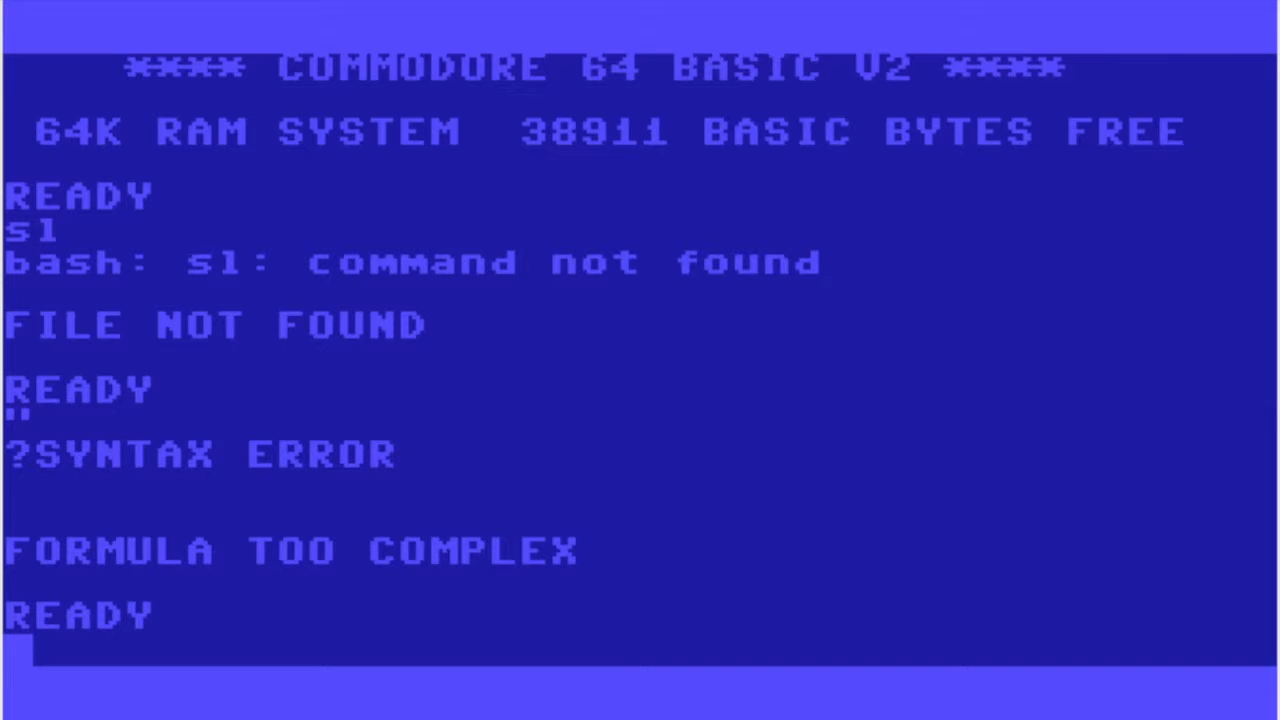 **** COMMODORE 64 BASIC V2 ****
64K RAM SYSTEM  38911 BASIC BYTES FREE
READY
sl
bash: sl: command not found
FILE NOT FOUND
READY
"
?SYNTAX ERROR
FORMULA TOO COMPLEX
READY